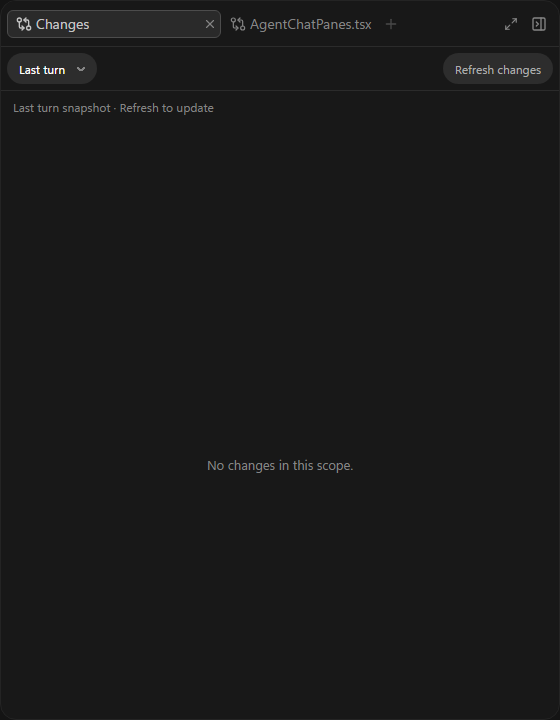 Changes
AgentChatPanes.tsx
Last turn
Refresh changes
Last turn snapshot · Refresh to update
No changes in this scope.